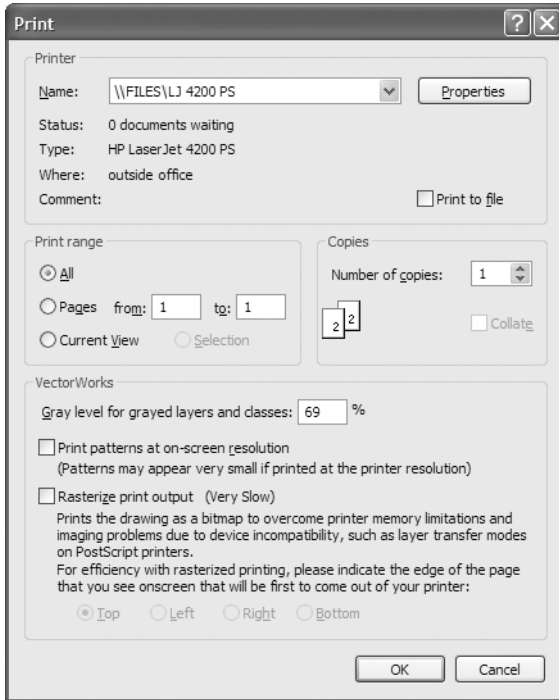 Print
Printer
Name: \\FILES\LJ 4200 PS Properties
Status: 0 documents waiting
Type: HP LaserJet 4200 PS
Where: outside office
Comment: Print to file
Print range
All
Pages from: 1 to: 1
Current View Selection
Copies
Number of copies: 1
2 2
Collate
VectorWorks
Gray level for grayed layers and classes: 69 %
Print patterns at on-screen resolution
(Patterns may appear very small if printed at the printer resolution)
Rasterize print output (Very Slow)
Prints the drawing as a bitmap to overcome printer memory limitations and
imaging problems due to device incompatibility, such as layer transfer modes
on PostScript printers.
For efficiency with rasterized printing, please indicate the edge of the page
that you see onscreen that will be first to come out of your printer:
Top Left Right Bottom
OK Cancel